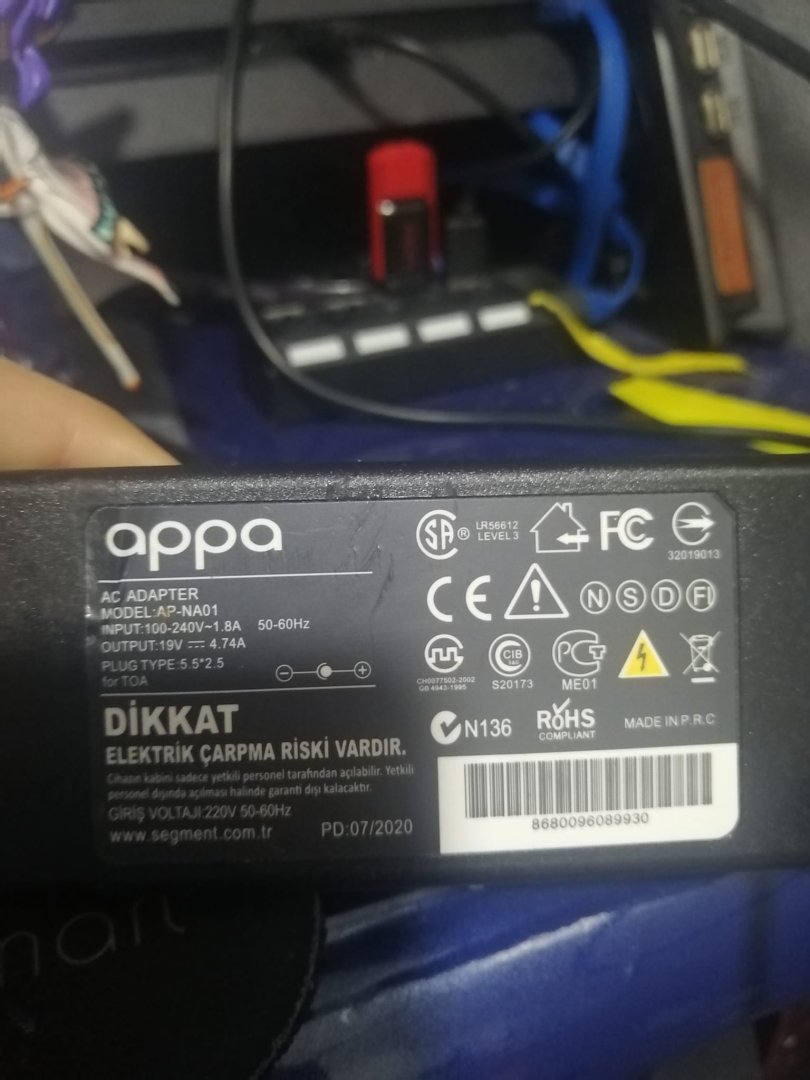 appa
AC ADAPTER
MODEL:AP-NA01
INPUT:100-240V~1.8A 50-60Hz
OUTPUT:19V 4.74A
PLUG TYPE:5.5*2.5
for TOA
DİKKAT
ELEKTRİK ÇARPMA RİSKİ VARDIR.
Cihazın kabini sadece yetkili personel tarafından açılabilir. Yetkili
personel dışında açılması halinde garanti dışı kalacaktır.
GİRİŞ VOLTAJI:220V 50-60Hz
www.segment.com.tr PD:07/2020
SA ® LR56612
LEVEL 3
FC
32019013
CE
N S D FI
CH0077502-2002
GB 4943-1995
CIB
S20173
PCT
ME01
N136
RoHS
COMPLIANT
MADE IN P.R.C
8680096089930